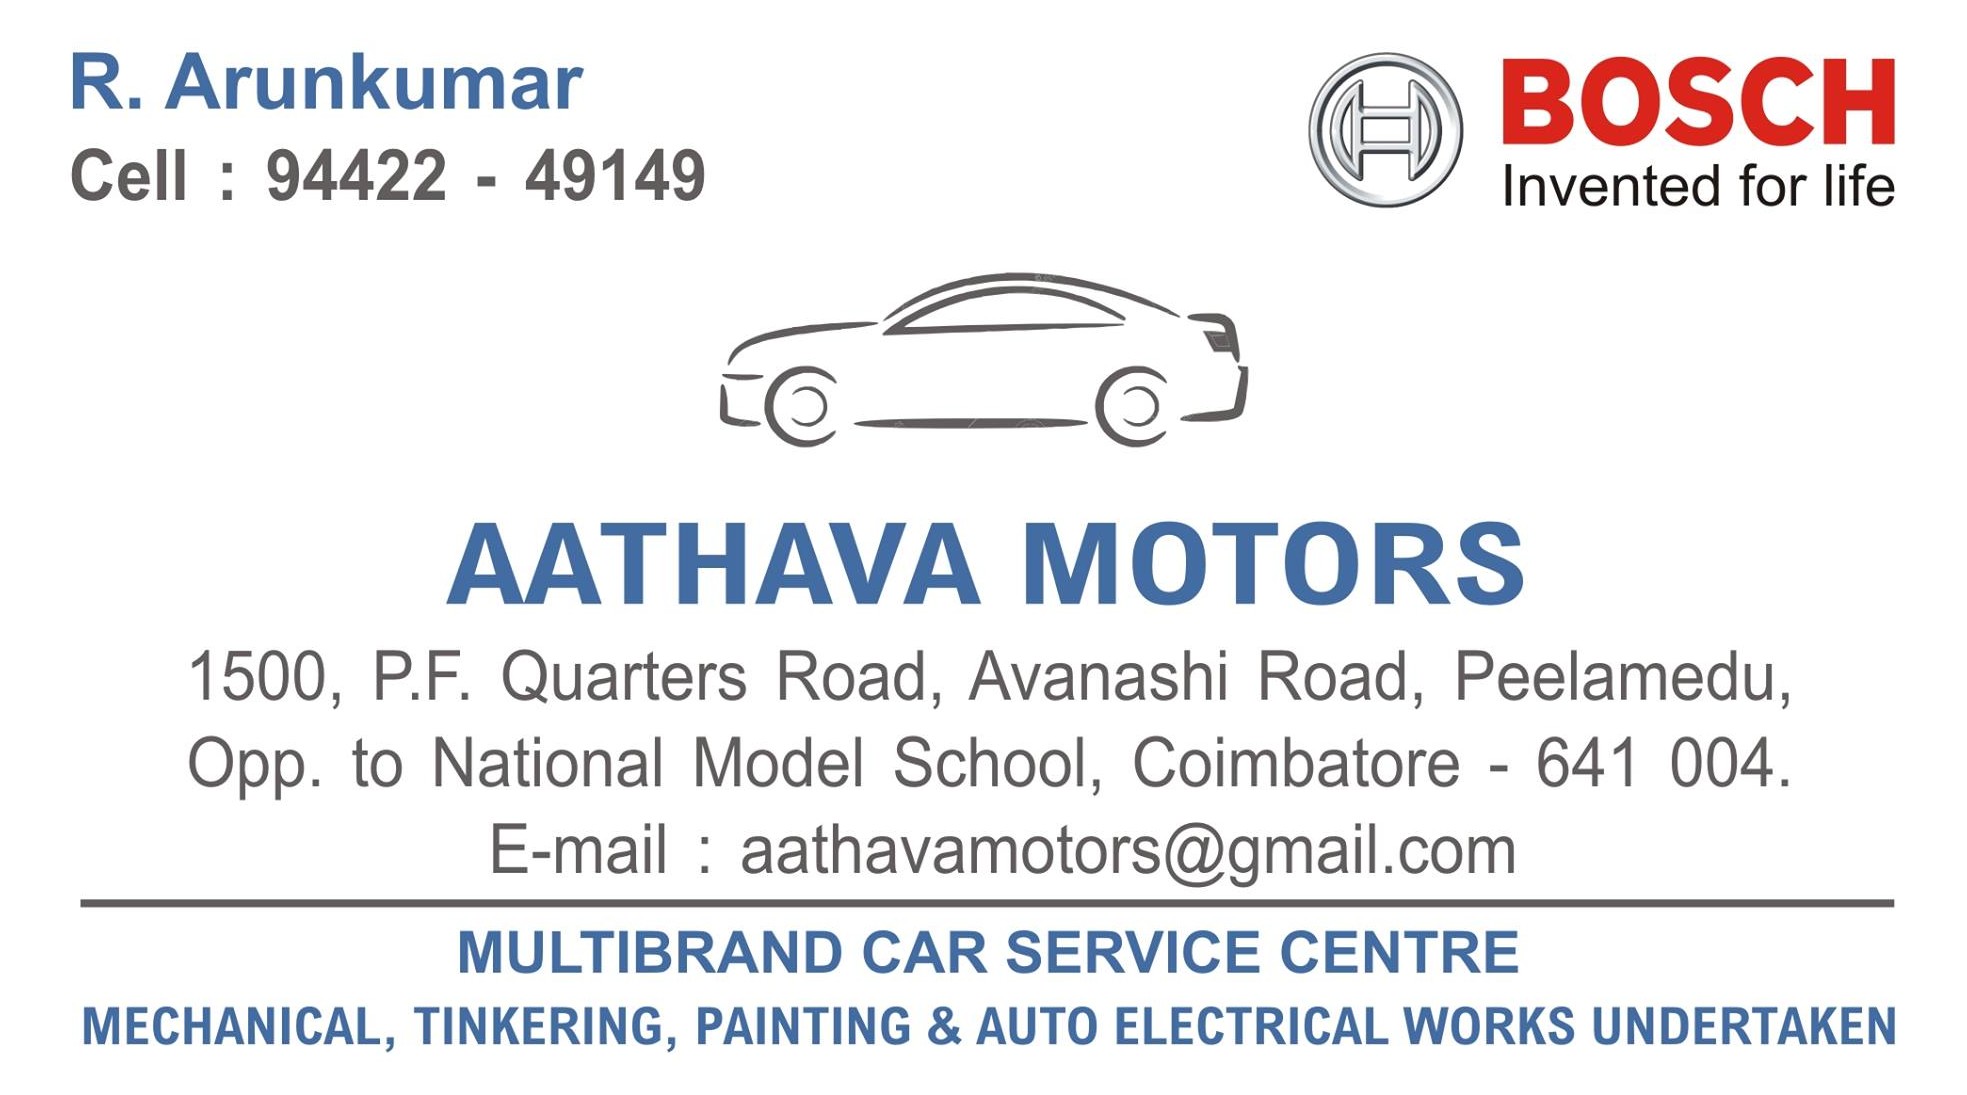 R. Arunkumar
Cell : 94422 - 49149
BOSCH
Invented for life
AATHAVA MOTORS
1500, P.F. Quarters Road, Avanashi Road, Peelamedu,
Opp. to National Model School, Coimbatore - 641 004.
E-mail : aathavamotors@gmail.com
MULTIBRAND CAR SERVICE CENTRE
MECHANICAL, TINKERING, PAINTING & AUTO ELECTRICAL WORKS UNDERTAKEN